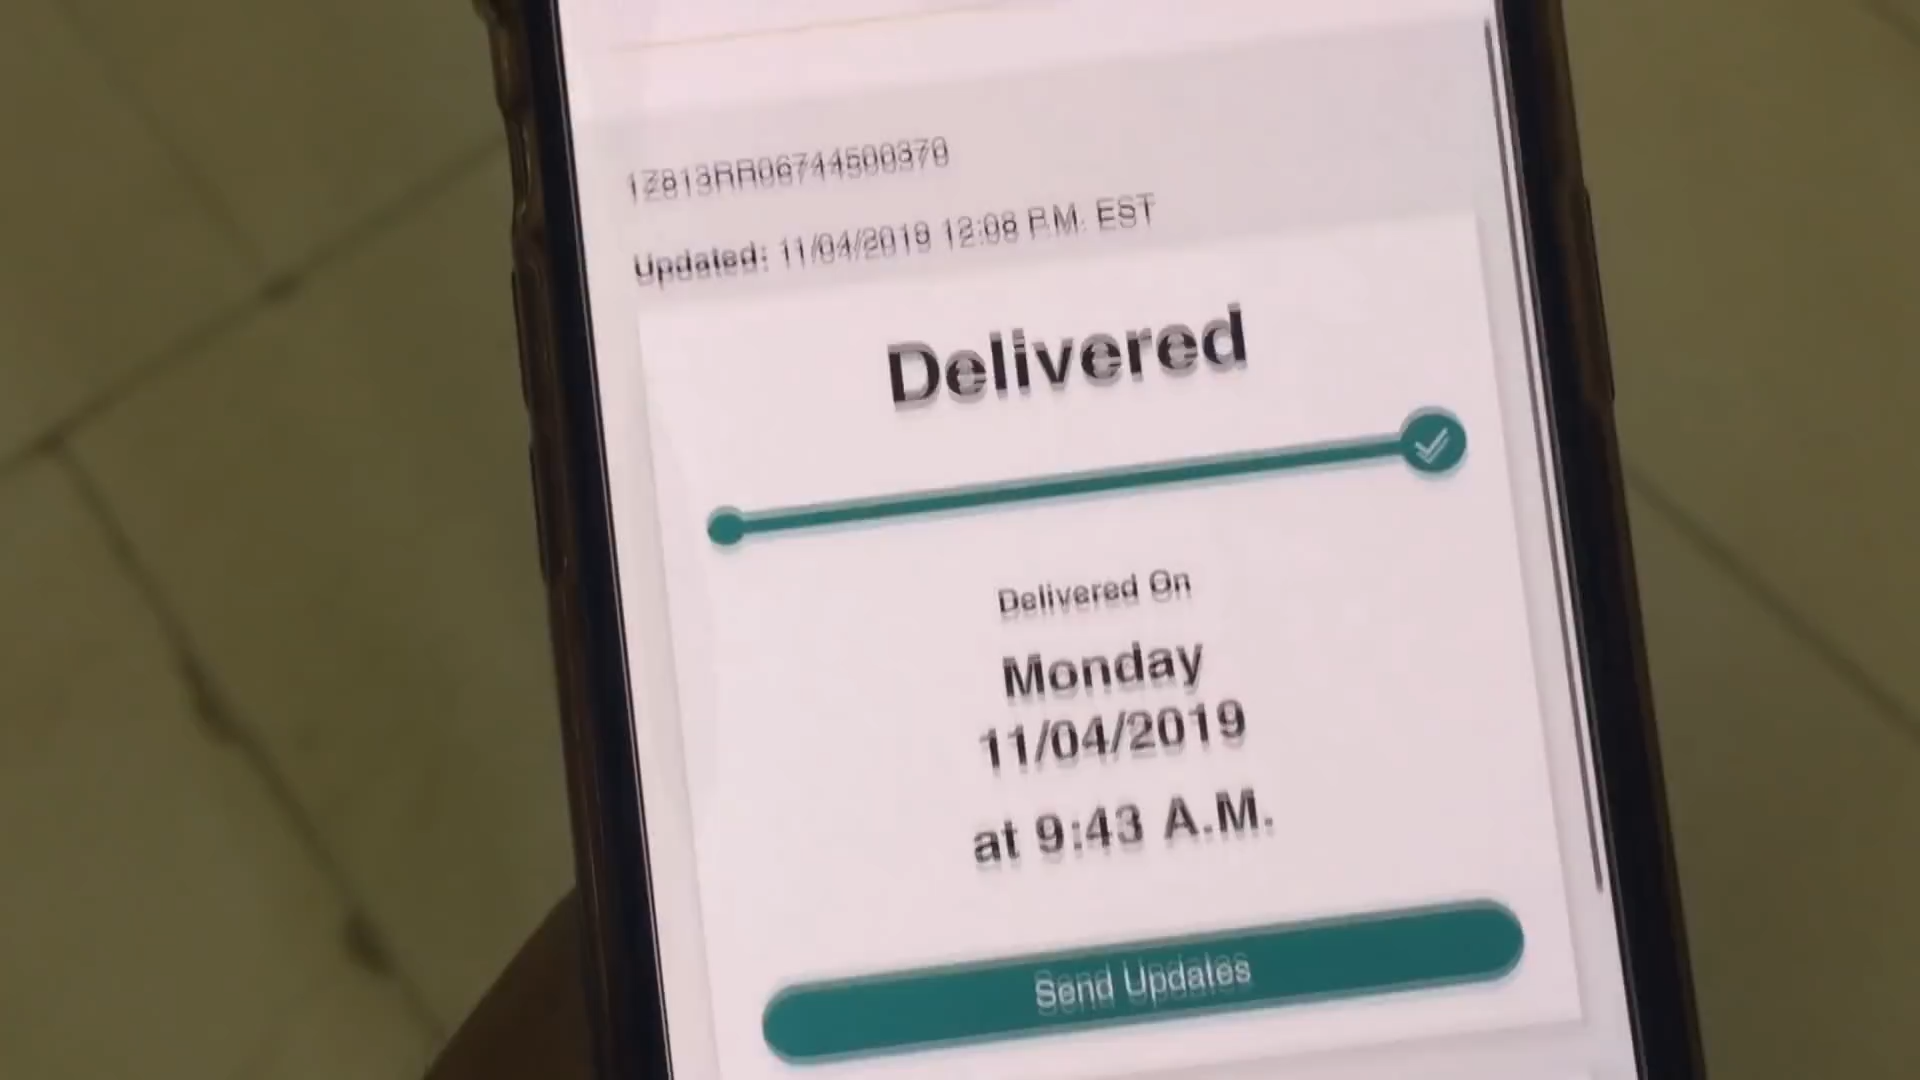 1Z813RR06744500370
Updated: 11/04/2019 12:08 P.M. EST
Delivered
Delivered On
Monday
11/04/2019
at 9:43 A.M.
Send Updates